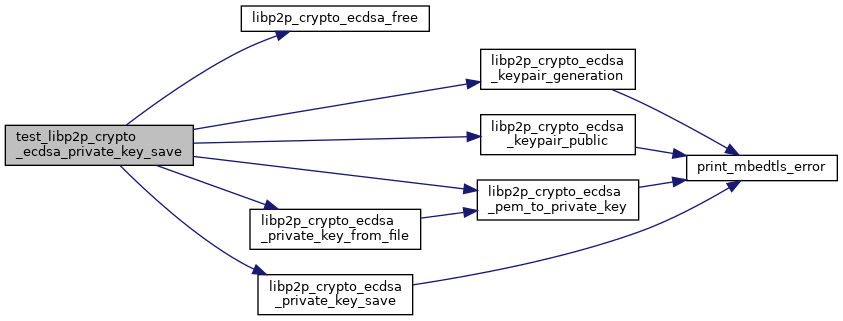 libp2p_crypto_ecdsa_free
libp2p_crypto_ecdsa
_keypair_generation
test_libp2p_crypto
_ecdsa_private_key_save
libp2p_crypto_ecdsa
_keypair_public
print_mbedtls_error
libp2p_crypto_ecdsa
_pem_to_private_key
libp2p_crypto_ecdsa
_private_key_from_file
libp2p_crypto_ecdsa
_private_key_save